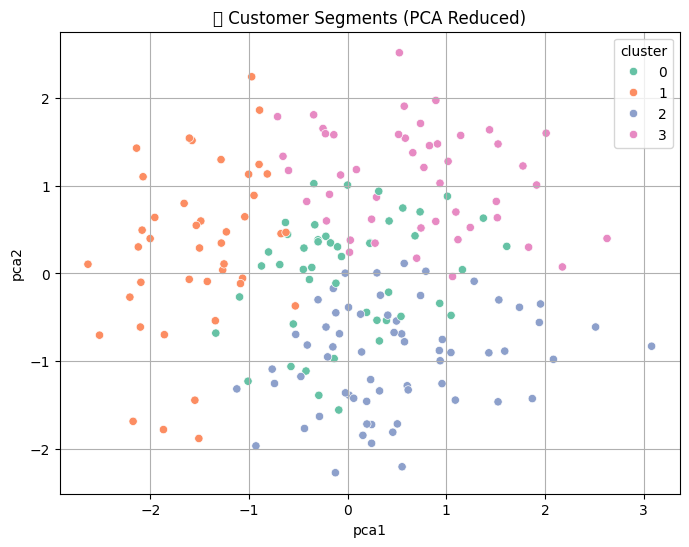 Customer Segments (PCA Reduced)
cluster
0
1
2
3
2
1
0
−1
−2
pca2
−2 −1 0 1 2 3
pca1